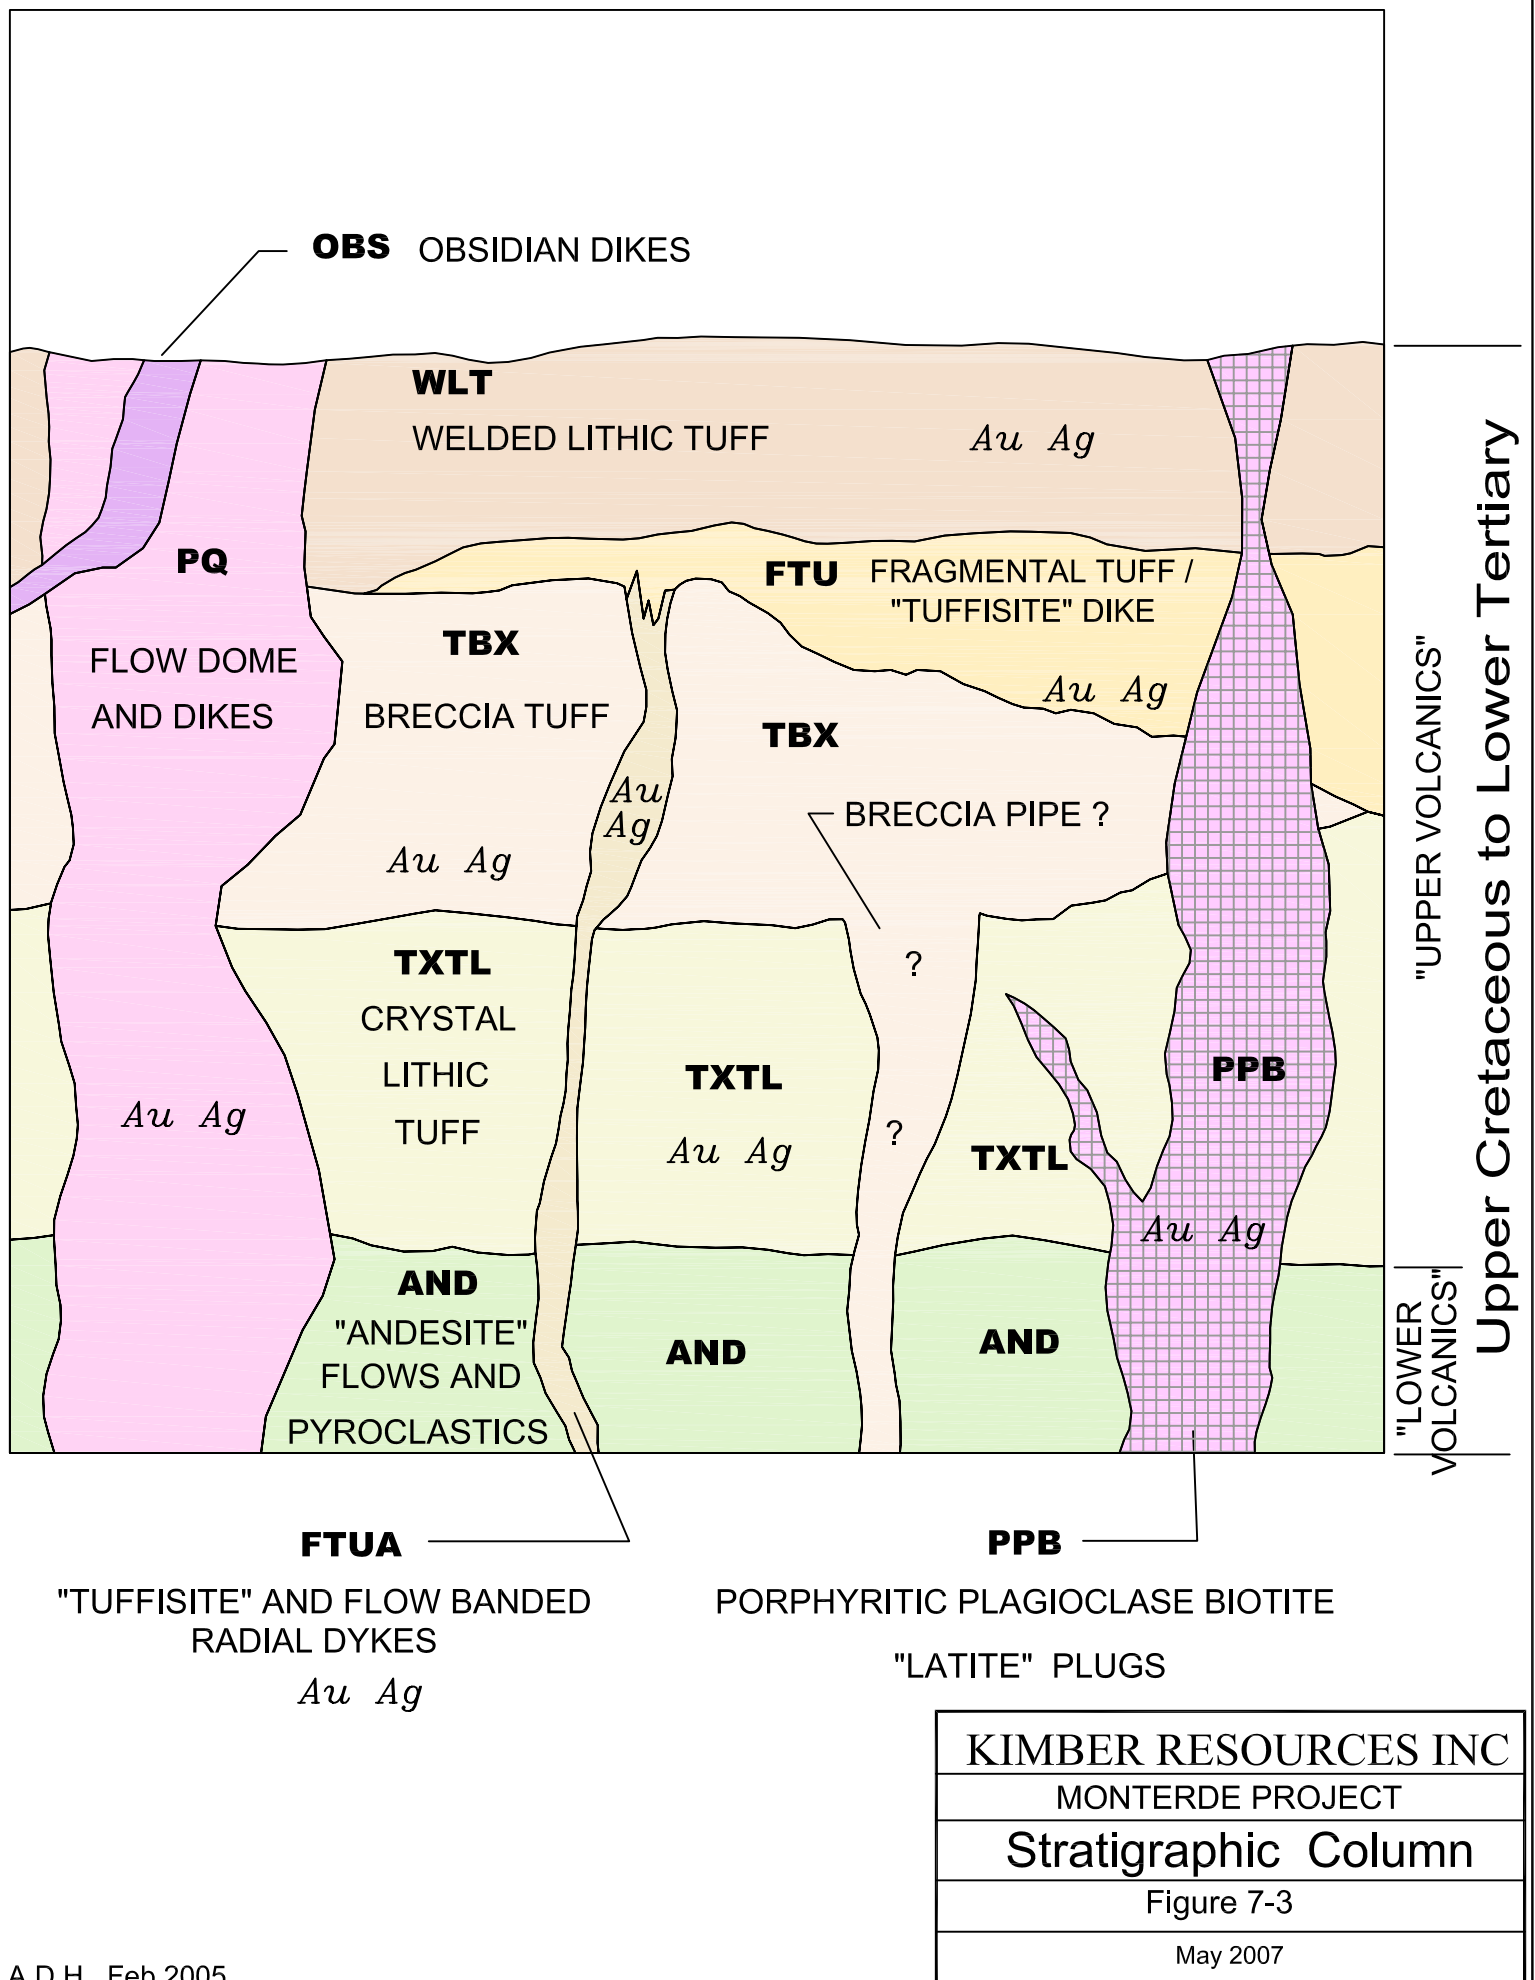 OBS OBSIDIAN DIKES
WLT
WELDED LITHIC TUFF
Au Ag
PQ
FLOW DOME
AND DIKES
Au Ag
FTU FRAGMENTAL TUFF /
"TUFFISITE" DIKE
Au Ag
TBX
BRECCIA TUFF
Au Ag
Au
Ag
TBX
BRECCIA PIPE ?
?
?
TXTL
CRYSTAL
LITHIC
TUFF
TXTL
Au Ag
TXTL
PPB
Au Ag
AND
"ANDESITE"
FLOWS AND
PYROCLASTICS
AND
AND
"UPPER VOLCANICS"
"LOWER
VOLCANICS"
Upper Cretaceous to Lower Tertiary
FTUA
"TUFFISITE" AND FLOW BANDED
RADIAL DYKES
Au Ag
PPB
PORPHYRITIC PLAGIOCLASE BIOTITE
"LATITE" PLUGS
KIMBER RESOURCES INC
MONTERDE PROJECT
Stratigraphic Column
Figure 7-3
May 2007
A.D.H. Feb 2005